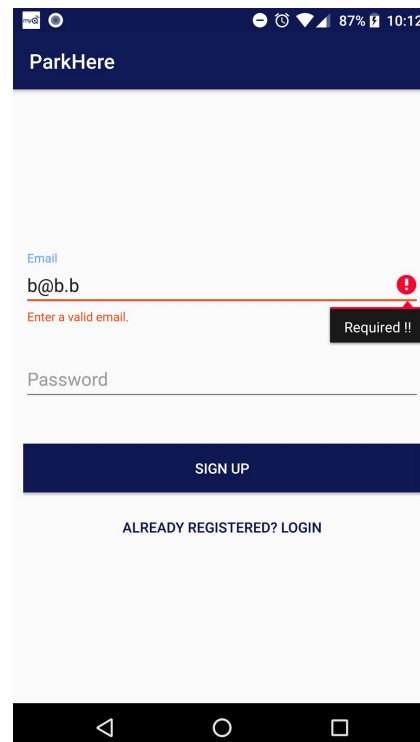 87% 10:12
ParkHere
Email
b@b.b
Enter a valid email.
Required !!
Password
SIGN UP
ALREADY REGISTERED? LOGIN